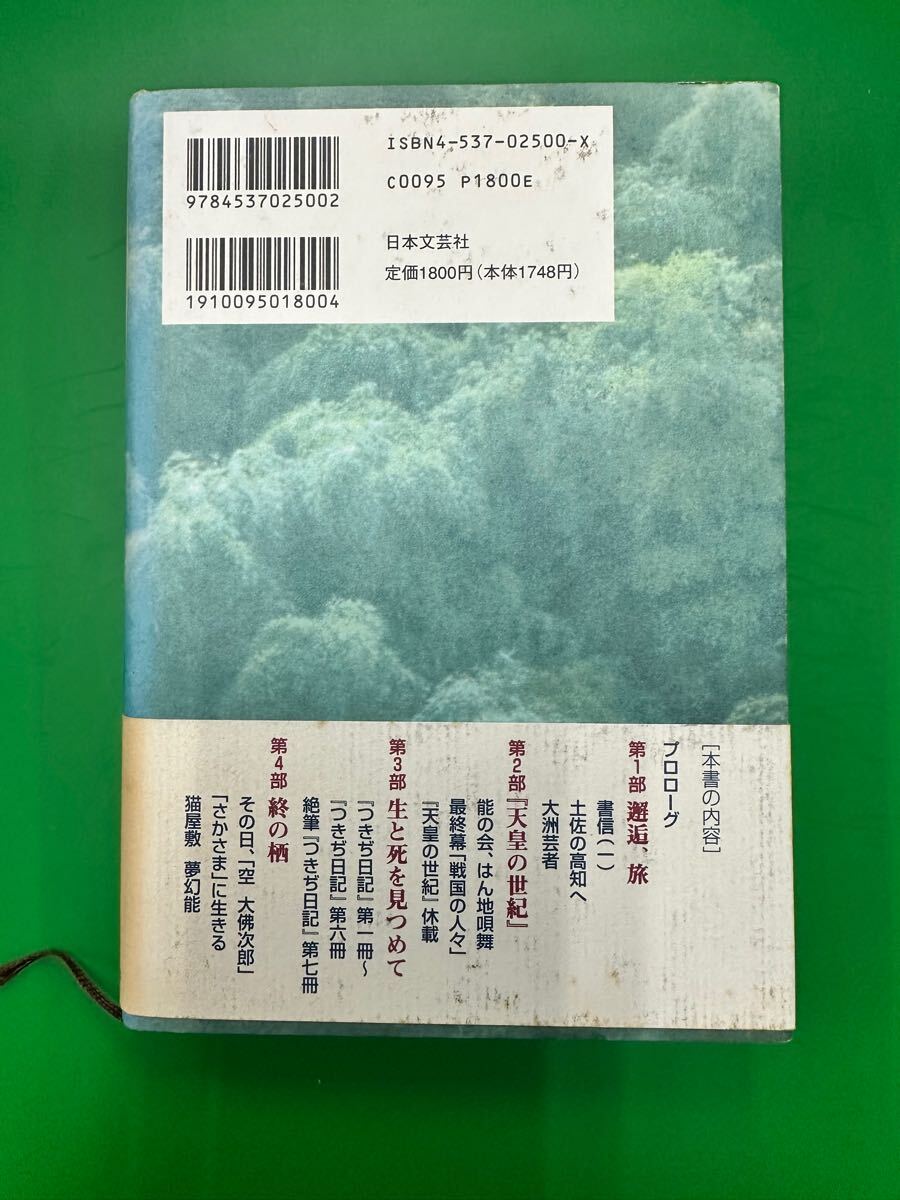 ISBN4-537-02500-X
C0095 P1800E
9784537025002
日本文芸社
定価1800円(本体1748円)
1910095018004
[本書の内容]
プロローグ
第1部 邂逅、旅
書信(一)
土佐の高知へ
大洲芸者
第2部 『天皇の世紀』
能の会、はん地唄舞
最終幕「戦国の人々」
『天皇の世紀』休載
第3部 生と死を見つめて
『つきぢ日記』第一冊〜
『つきぢ日記』第六冊
絶筆『つきぢ日記』第七冊
第4部 終の栖
その日、「空 大佛次郎」
「さかさま」に生きる
猫屋敷 夢幻能